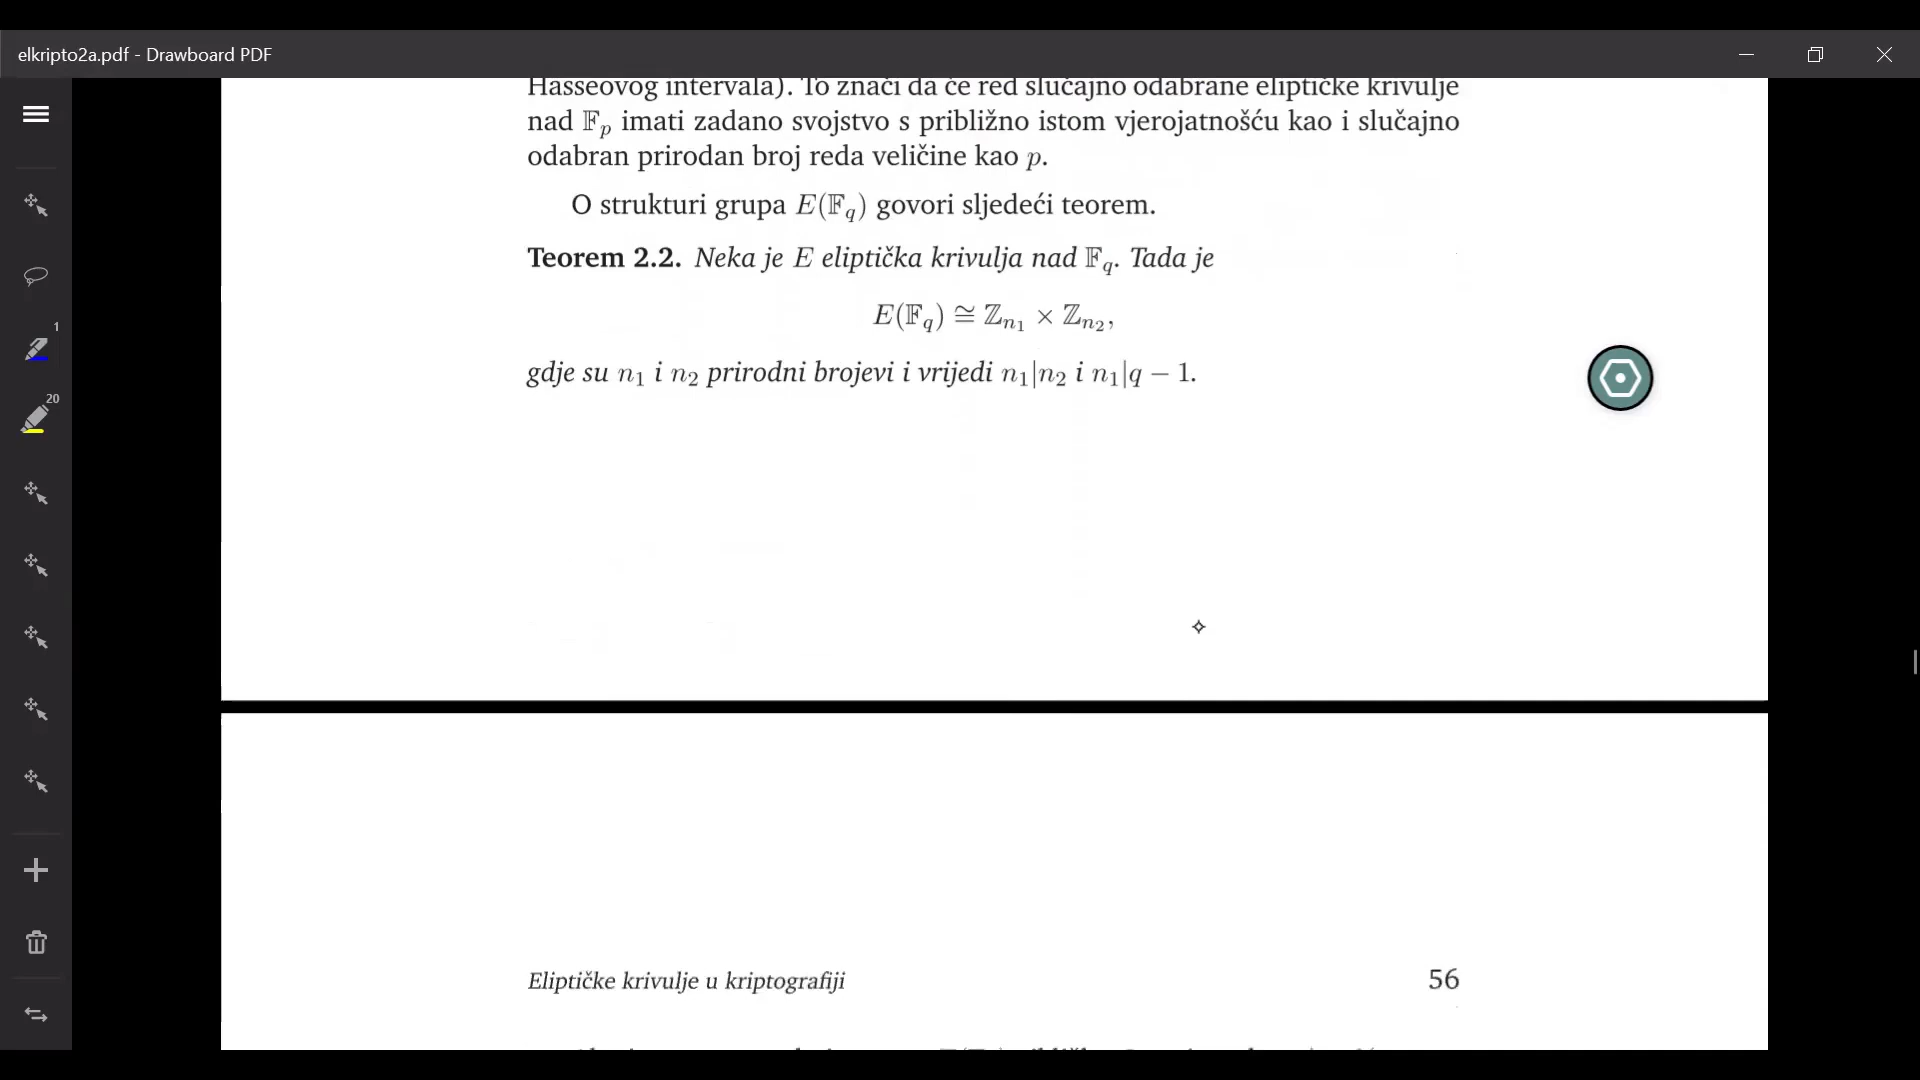 elkripto2a.pdf - Drawboard PDF
Hasseovog intervala). To znači da će red slučajno odabrane eliptičke krivulje
nad 𝔽_p imati zadano svojstvo s približno istom vjerojatnošću kao i slučajno
odabran prirodan broj reda veličine kao p.
O strukturi grupa E(𝔽_q) govori sljedeći teorem.
Teorem 2.2. Neka je E eliptička krivulja nad 𝔽_q. Tada je
E(𝔽_q) ≅ ℤ_{n_1} × ℤ_{n_2},
gdje su n_1 i n_2 prirodni brojevi i vrijedi n_1|n_2 i n_1|q − 1.
1
20
Eliptičke krivulje u kriptografiji 56